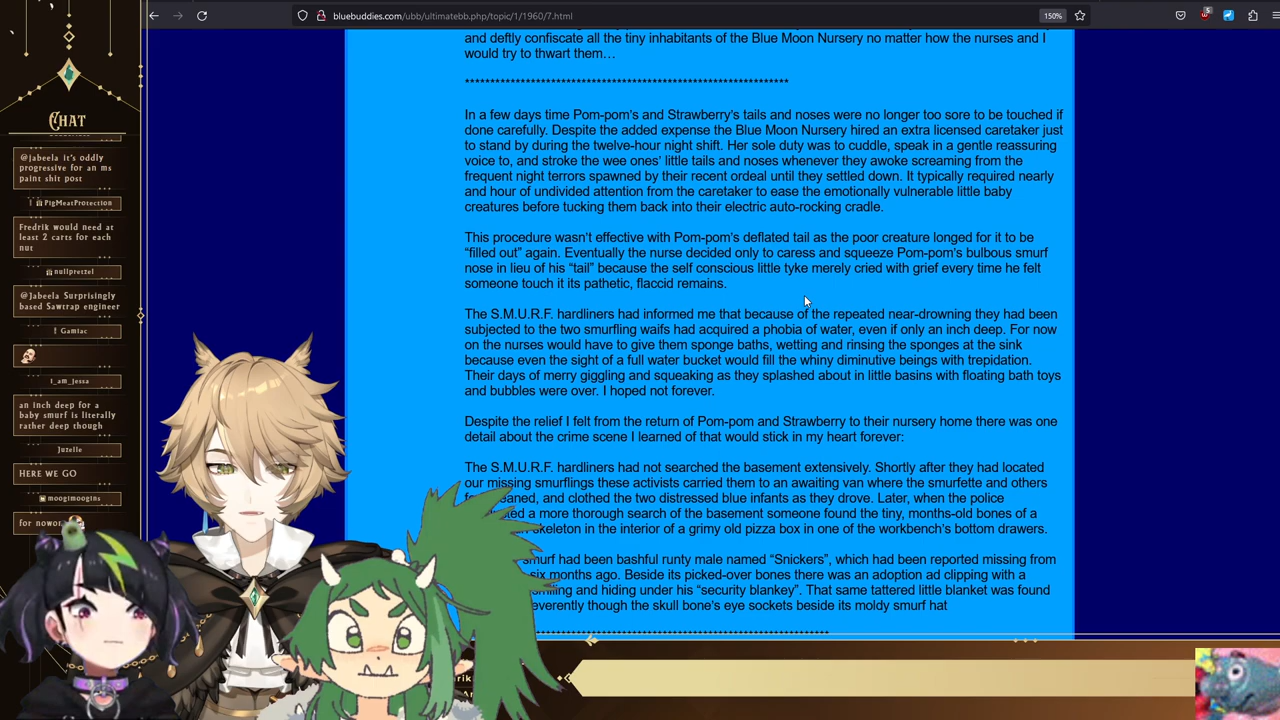 bluebuddies.com/ubb/ultimatebb.php/topic/1/1960/7.html
150%
5
and deftly confiscate all the tiny inhabitants of the Blue Moon Nursery no matter how the nurses and I
would try to thwart them…
In a few days time Pom-pom's and Strawberry's tails and noses were no longer too sore to be touched if
done carefully. Despite the added expense the Blue Moon Nursery hired an extra licensed caretaker just
to stand by during the twelve-hour night shift. Her sole duty was to cuddle, speak in a gentle reassuring
voice to, and stroke the wee ones' little tails and noses whenever they awoke screaming from the
frequent night terrors spawned by their recent ordeal until they settled down. It typically required nearly
and hour of undivided attention from the caretaker to ease the emotionally vulnerable little baby
creatures before tucking them back into their electric auto-rocking cradle.
This procedure wasn't effective with Pom-pom's deflated tail as the poor creature longed for it to be
“filled out” again. Eventually the nurse decided only to caress and squeeze Pom-pom's bulbous smurf
nose in lieu of his “tail” because the self conscious little tyke merely cried with grief every time he felt
someone touch it its pathetic, flaccid remains.
The S.M.U.R.F. hardliners had informed me that because of the repeated near-drowning they had been
subjected to the two smurfling waifs had acquired a phobia of water, even if only an inch deep. For now
on the nurses would have to give them sponge baths, wetting and rinsing the sponges at the sink
because even the sight of a full water bucket would fill the whiny diminutive beings with trepidation.
Their days of merry giggling and squeaking as they splashed about in little basins with floating bath toys
and bubbles were over. I hoped not forever.
Despite the relief I felt from the return of Pom-pom and Strawberry to their nursery home there was one
detail about the crime scene I learned of that would stick in my heart forever:
The S.M.U.R.F. hardliners had not searched the basement extensively. Shortly after they had located
our missing smurflings these activists carried them to an awaiting van where the smurfette and others
and clothed the two distressed blue infants as they drove. Later, when the police
a more thorough search of the basement someone found the tiny, months-old bones of a
skeleton in the interior of a grimy old pizza box in one of the workbench's bottom drawers.
had been bashful runty male named “Snickers”, which had been reported missing from
six months ago. Beside its picked-over bones there was an adoption ad clipping with a
and hiding under his “security blankey”. That same tattered little blanket was found
though the skull bone's eye sockets beside its moldy smurf hat
CHAT
@Jabeela it's oddly
progressive for an ms
paint shit post
PigMeatProtection
Fredrik would need at
least 2 carts for each
nut
nullpretzel
@Jabeela Surprisingly
based Sawtrap engineer
Gamlac
I_am_Jessa
an inch deep for a
baby smurf is literally
rather deep though
Juzelle
HERE WE GO
moogimoogins